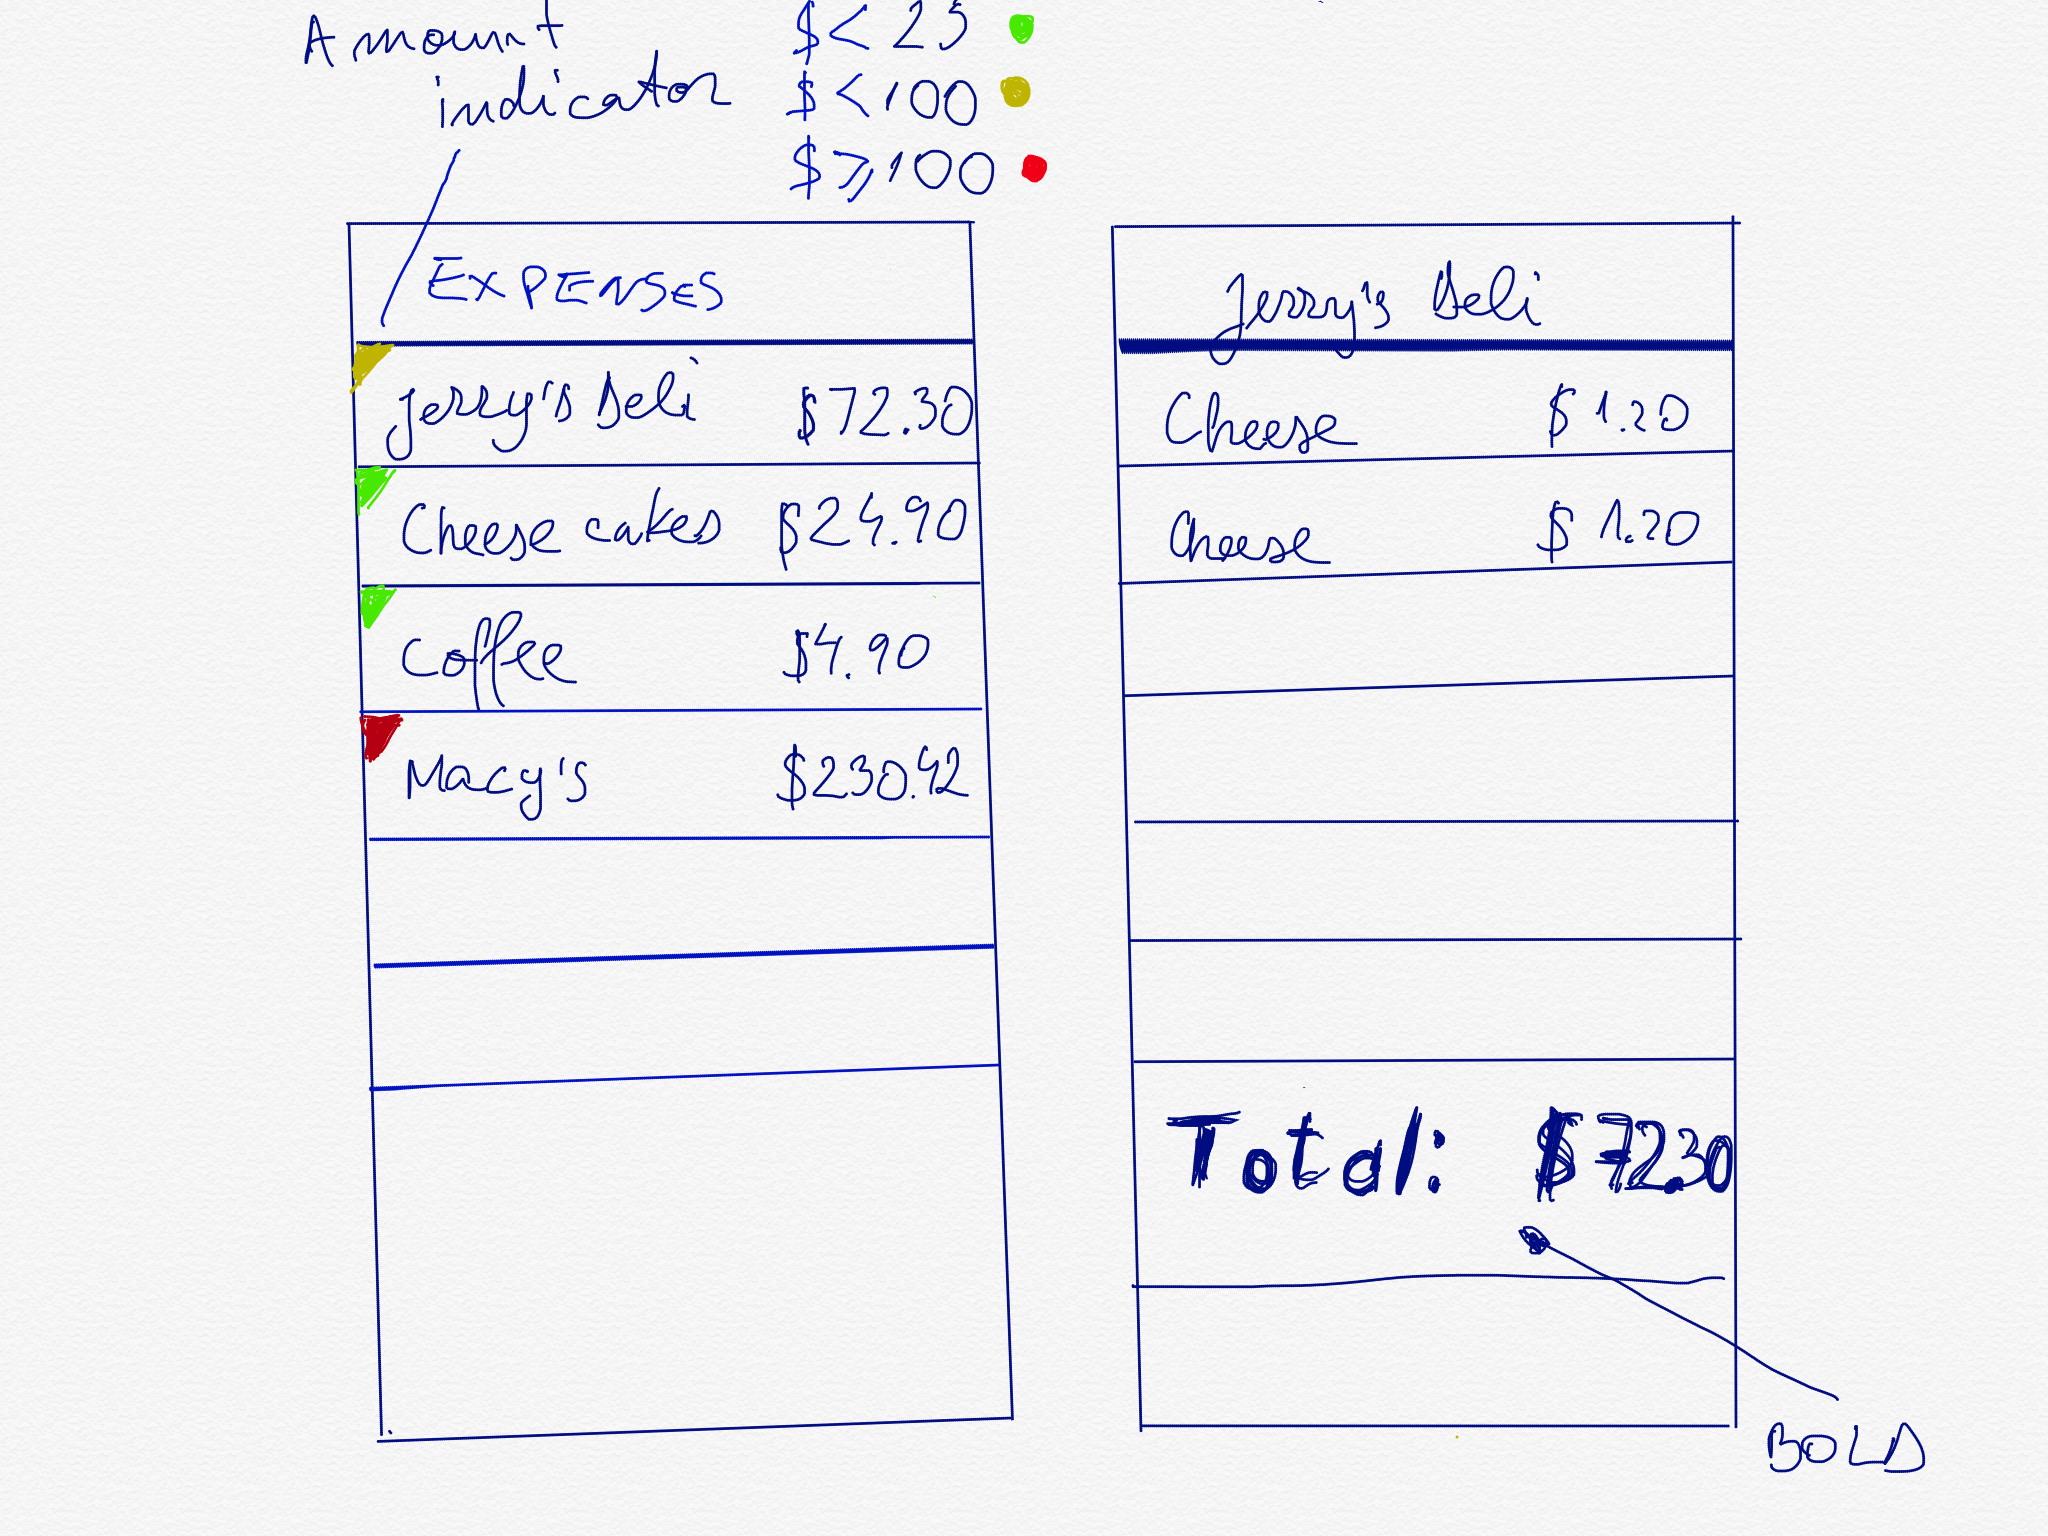 Amount $ < 25
indicator $ < 100
$ ⩾ 100
EXPENSES
Jerry's Deli $72.30
Cheese cakes $24.90
Coffee $4.90
Macy's $230.42
Jerry's Deli
Cheese $1.20
Cheese $1.20
Total: $72.30
BOLD